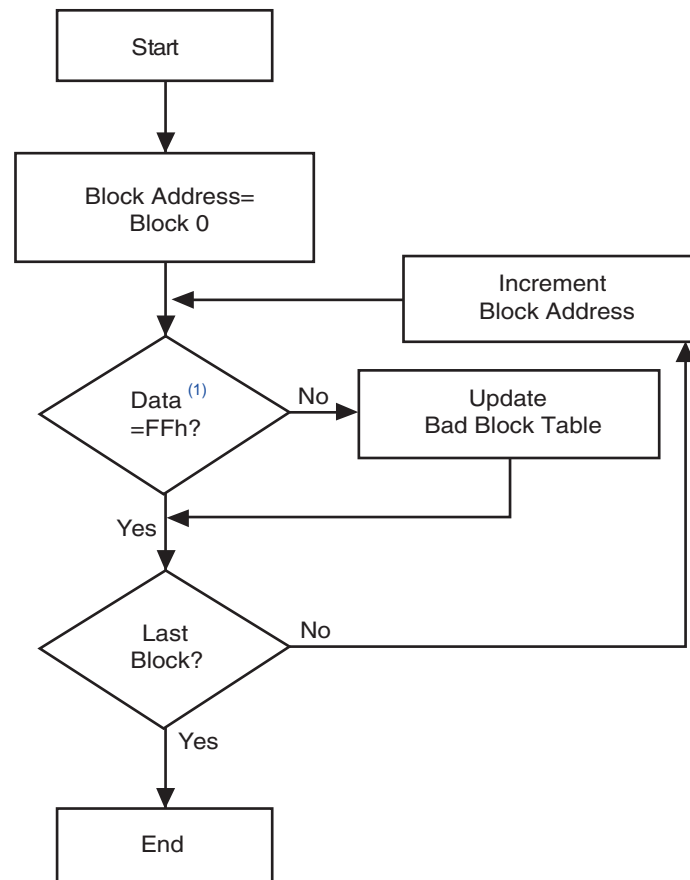 Start
Block Address=
Block 0
Increment
Block Address
Data (1)
=FFh?
No
Update
Bad Block Table
Yes
Last
Block?
No
Yes
End